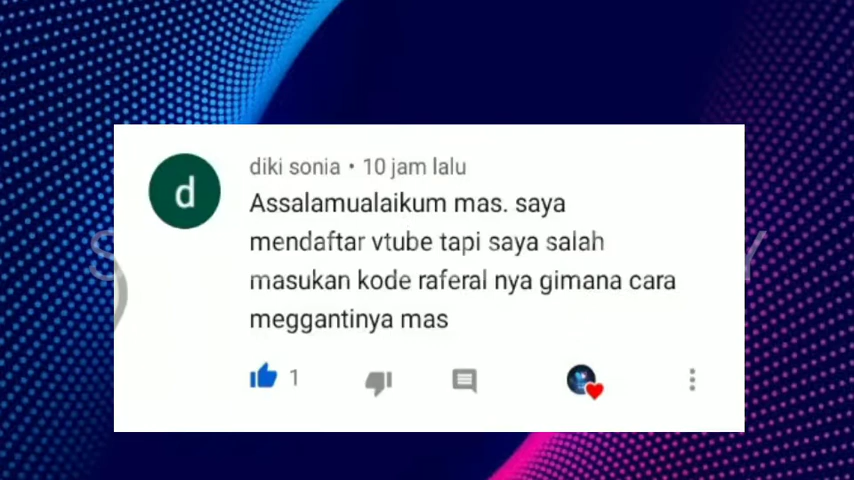 d
diki sonia • 10 jam lalu
Assalamualaikum mas. saya
mendaftar vtube tapi saya salah
masukan kode raferal nya gimana cara
meggantinya mas
1